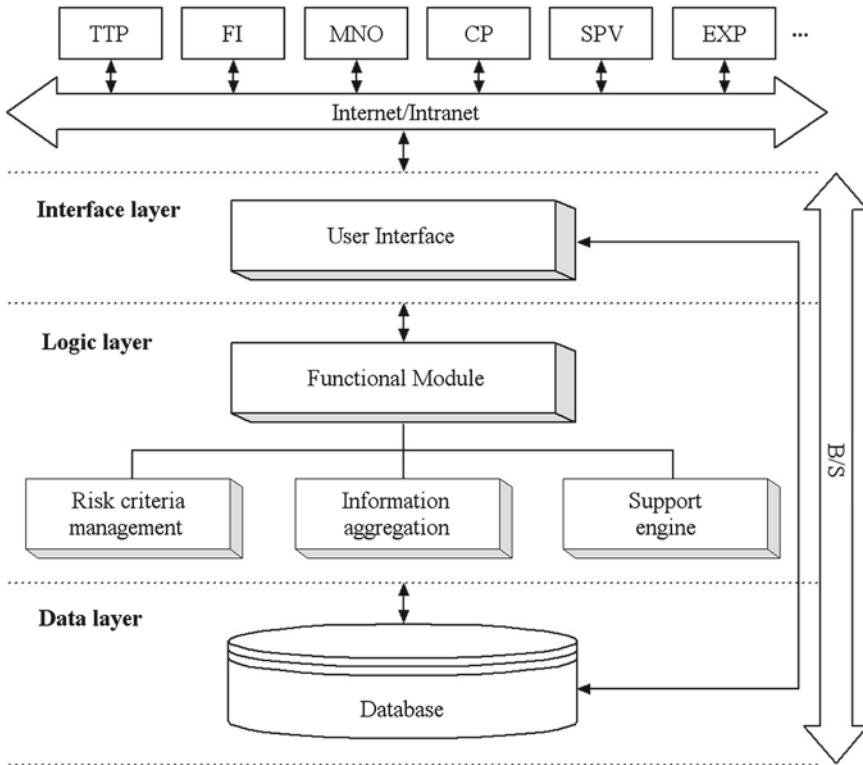 TTP
FI
MNO
CP
SPV
EXP
...
Internet/Intranet
Interface layer
User Interface
Logic layer
Functional Module
B/S
Risk criteria
management
Information
aggregation
Support
engine
Data layer
Database